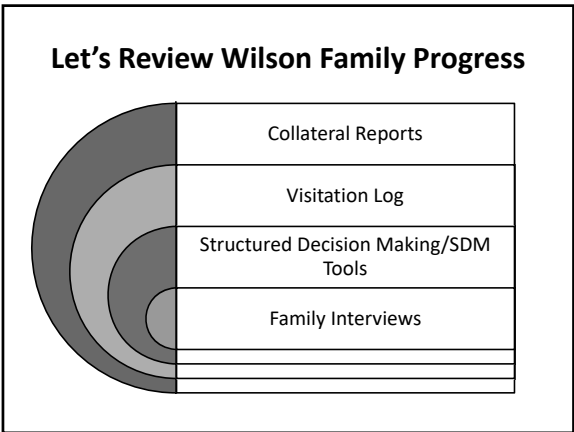 Let’s Review Wilson Family Progress
Collateral Reports
Visitation Log
Structured Decision Making/SDM
Tools
Family Interviews